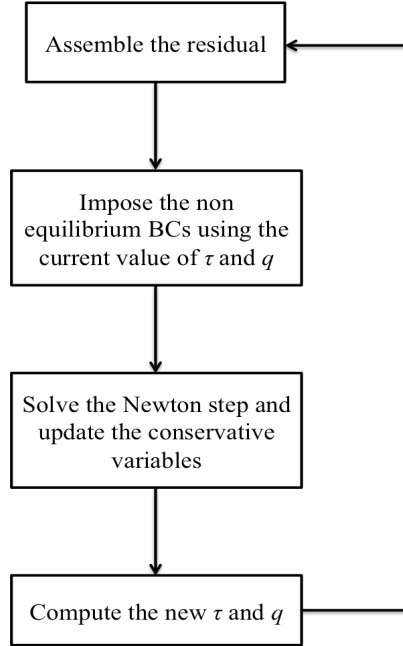 Assemble the residual
Impose the non
equilibrium BCs using the
current value of τ and q
Solve the Newton step and
update the conservative
variables
Compute the new τ and q